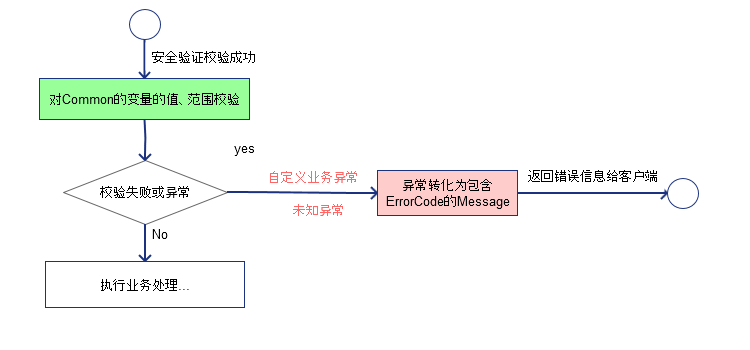 安全验证校验成功
对Common的变量的值、范围校验
yes
校验失败或异常
自定义业务异常
未知异常
异常转化为包含
ErrorCode的Message
返回错误信息给客户端
No
执行业务处理...